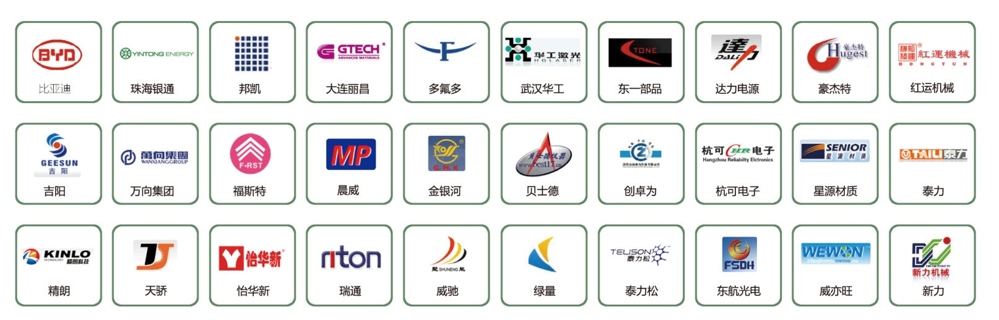 BYD
比亚迪
YINTONG ENERGY
珠海银通
邦凯
GTECH®
ADVANCED MATERIALS
大连丽昌
F
多氟多
华工激光
HGLASER
武汉华工
TONE
东一部品
達力
DALI
达力电源
豪杰特
Hugest
豪杰特
紅運機械
HONGYUN
红运机械
GEESUN
吉阳
吉阳
萬向集團
WANXIANGGROUP
万向集团
F·RST
福斯特
MP
晨威
G.M.K
金银河
贝士德仪器
www.best17.cn
贝士德
创卓为
杭可CHR电子
Hangzhou Reliabilty Elctronics
杭可电子
SENIOR
星源材质
星源材质
TAILI泰力
泰力
KINLO
TECHNOLOGY 精朗科技
精朗
天骄
怡华新®
怡华新
riton
瑞通
SHUNENG 能
威驰
绿量
TELISON
泰力松
泰力松
FSDH
东航光电
WEWON
威亦旺
新力机械
新力